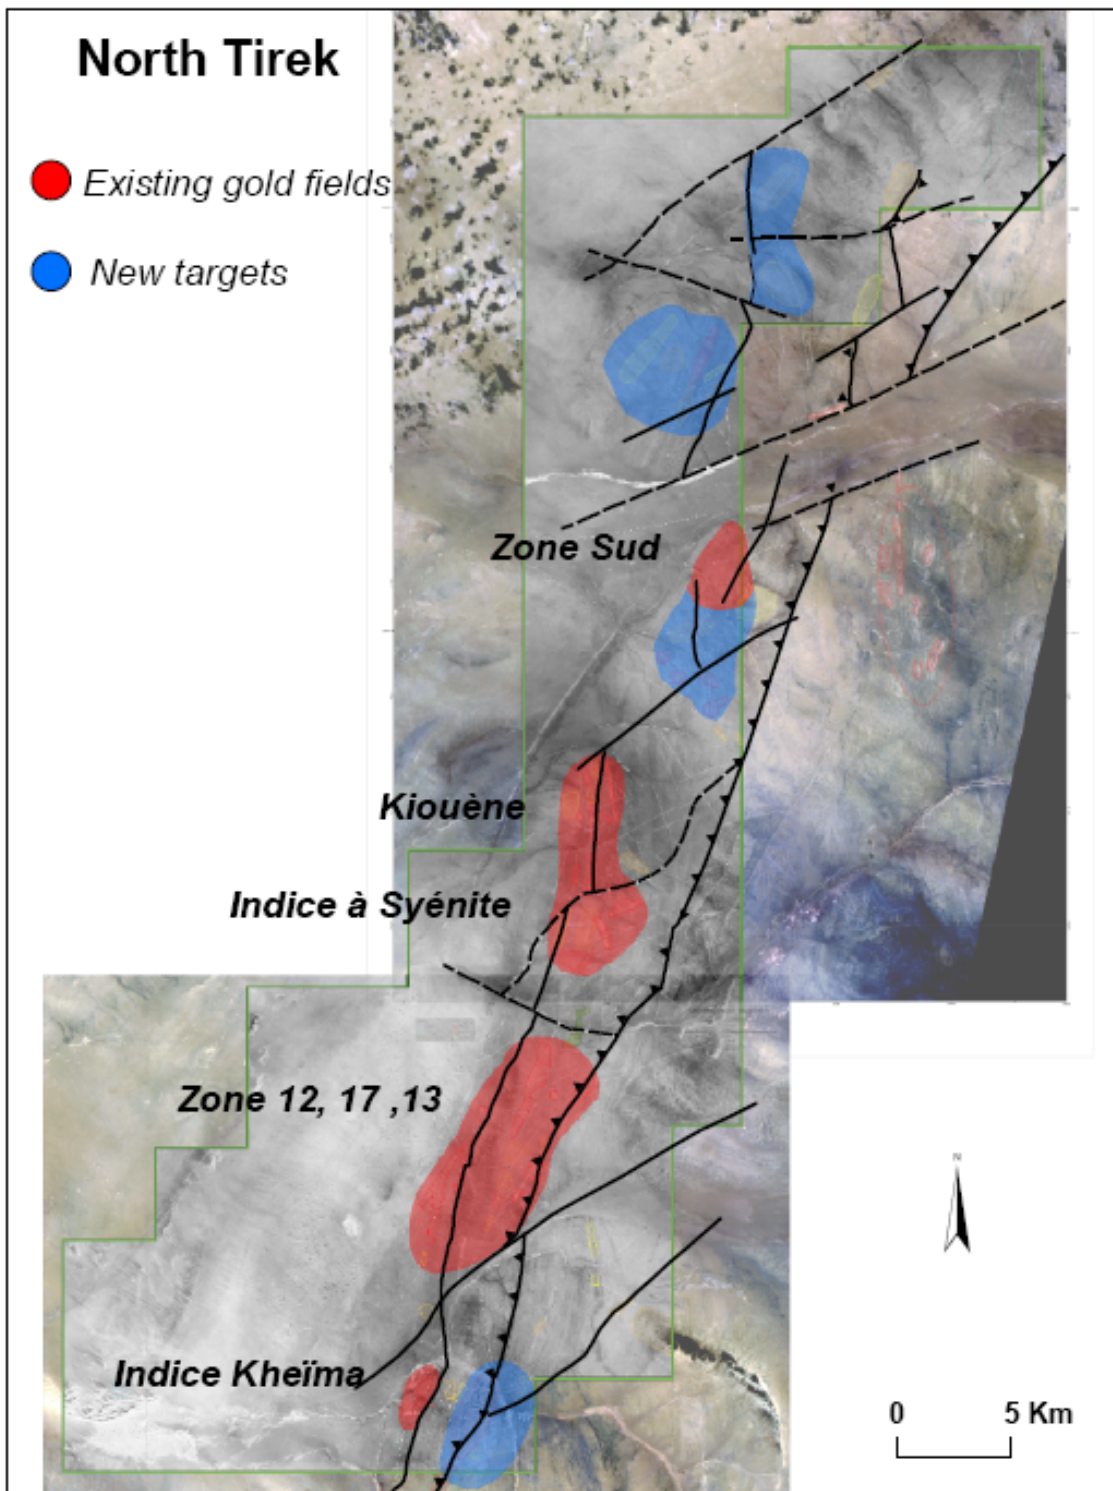 North Tirek
Existing gold fields
New targets
Zone Sud
Kiouène
Indice à Syénite
Zone 12, 17 ,13
N
Indice Kheïma
0 5 Km